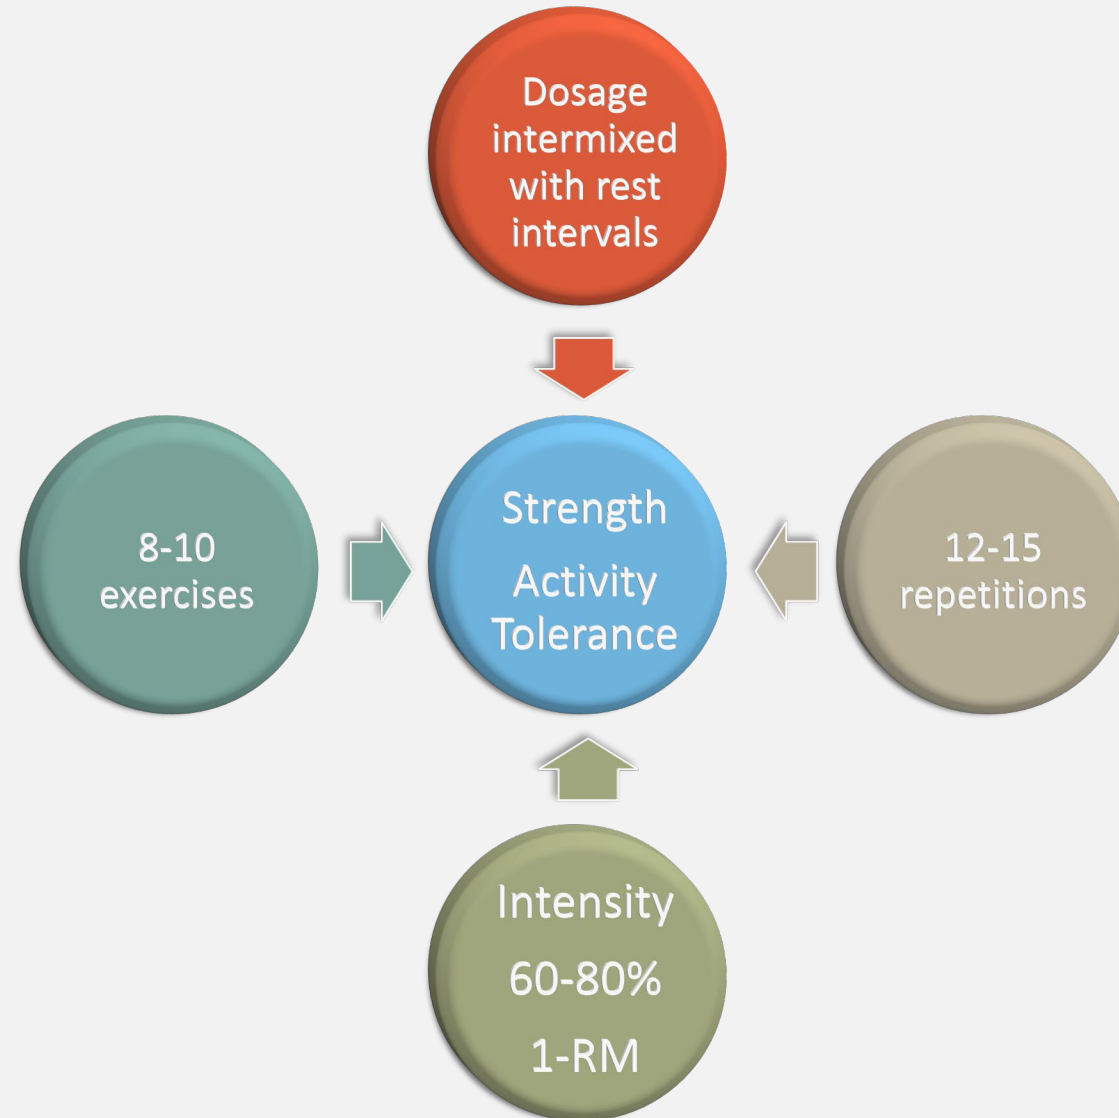 Dosage
intermixed
with rest
intervals
8-10
exercises
Strength
Activity
Tolerance
12-15
repetitions
Intensity
60-80%
1-RM